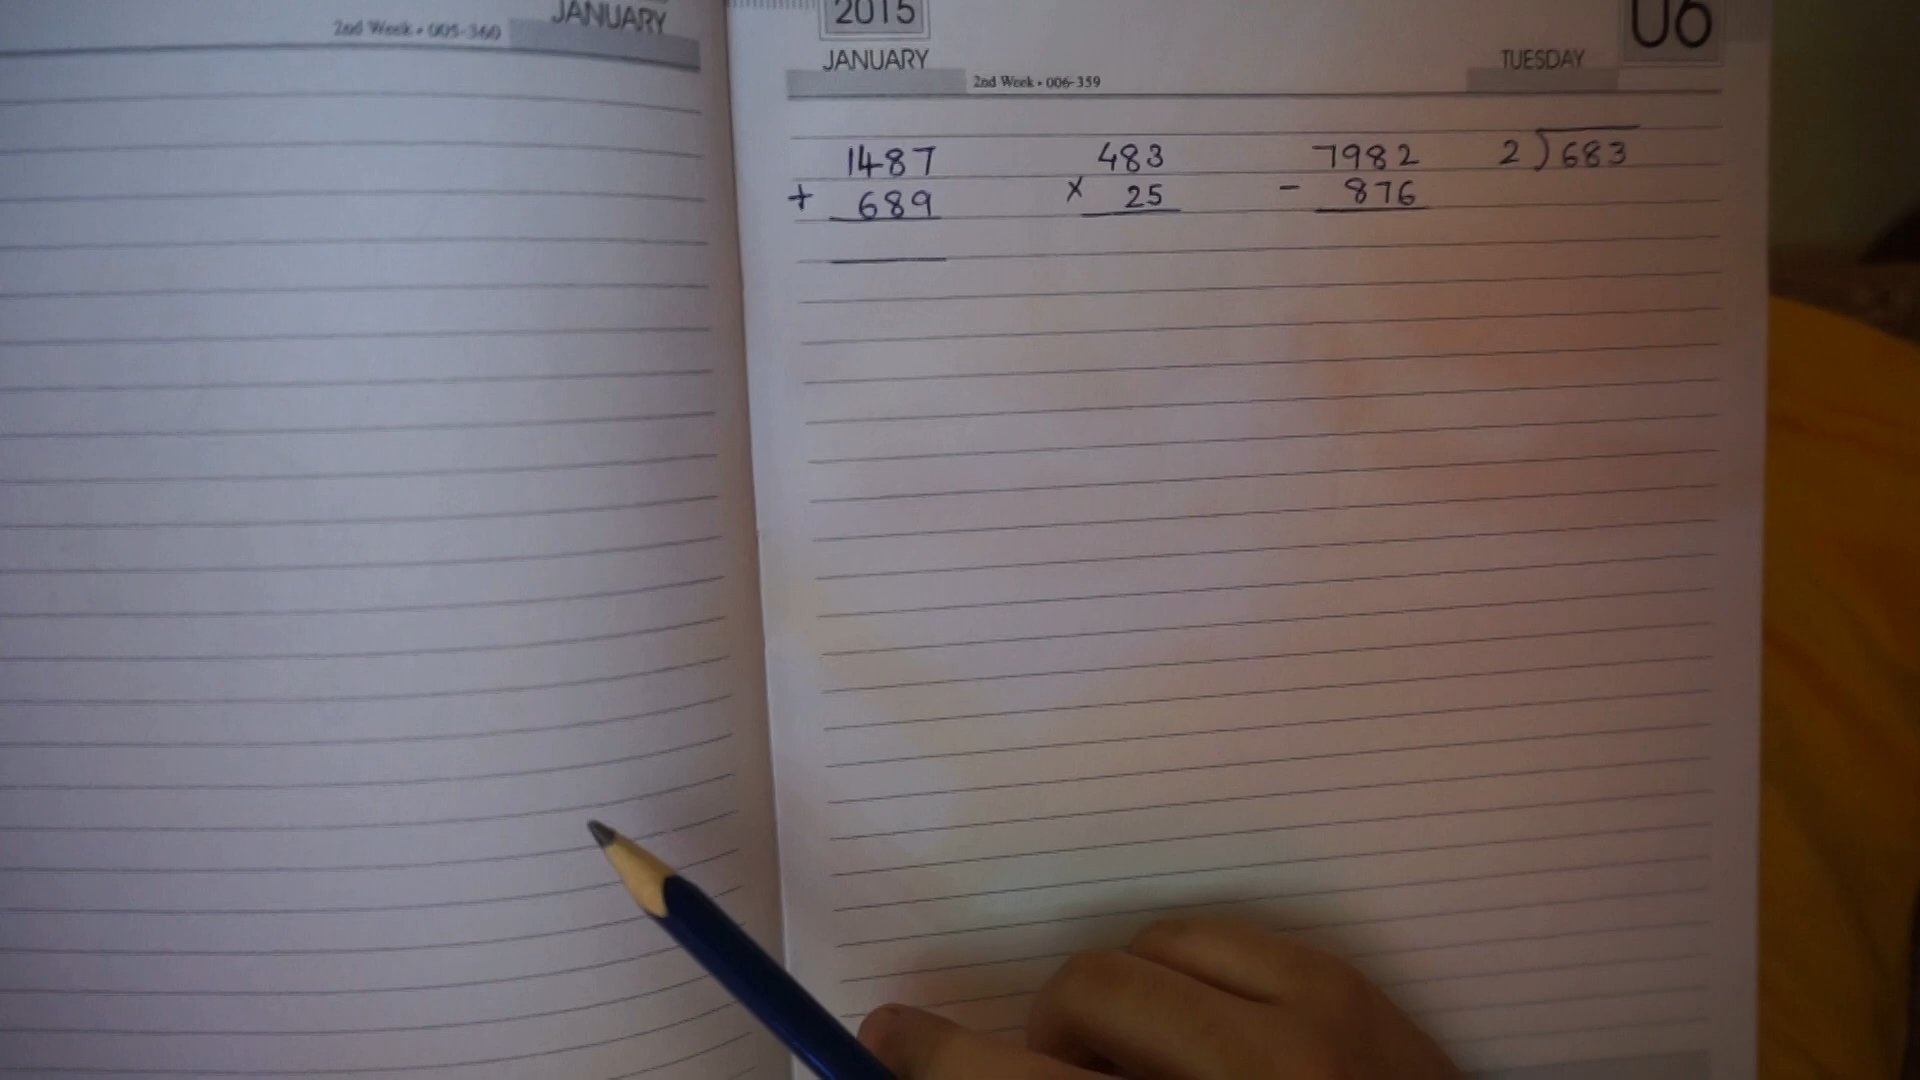 JANUARY
2nd Week • 005-360
2015
JANUARY
2nd Week • 006-359
TUESDAY
06
1487
+ 689
483
× 25
7982
- 876
2)683